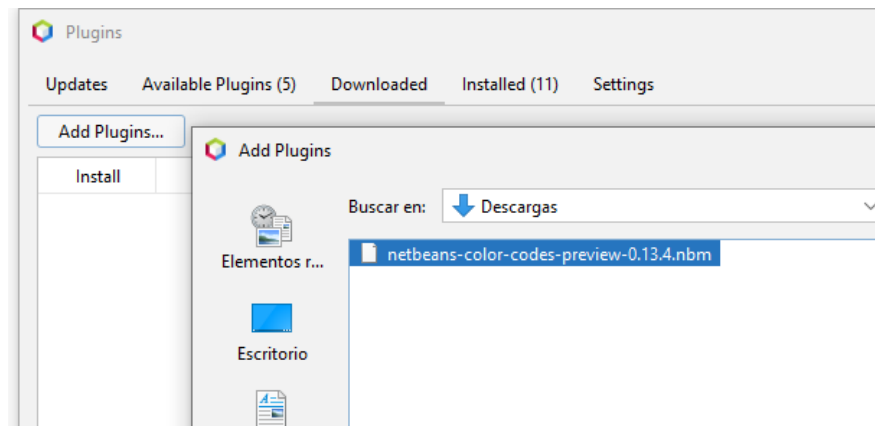 Plugins
Updates Available Plugins (5) Downloaded Installed (11) Settings
Add Plugins...
Add Plugins
Install
Buscar en: Descargas
netbeans-color-codes-preview-0.13.4.nbm
Elementos r...
Escritorio